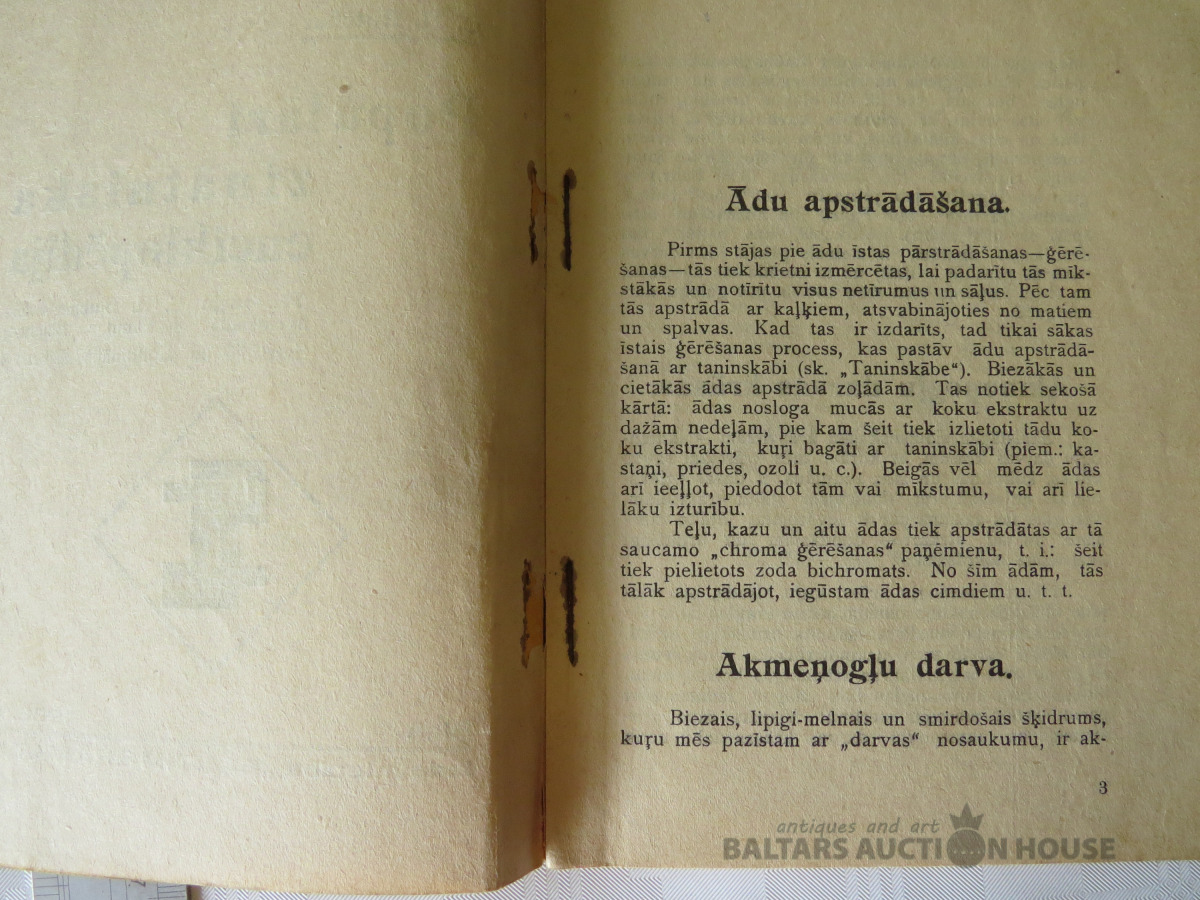 Ādu apstrādāšana.
Pirms stājas pie ādu īstas pārstrādāšanas—ģērē-
šanas—tās tiek krietni izmērcētas, lai padarītu tās mīk-
stākās un notīrītu visus netīrumus un sāļus. Pēc tam
tās apstrādā ar kaļķiem, atsvabinājoties no matiem
un spalvas. Kad tas ir izdarīts, tad tikai sākas
īstais ģērēšanas process, kas pastāv ādu apstrādā-
šanā ar taninskābi (sk. „Taninskābe“). Biezākās un
cietākās ādas apstrādā zoļādām. Tas notiek sekošā
kārtā: ādas nosloga mucās ar koku ekstraktu uz
dažām nedeļām, pie kam šeit tiek izlietoti tādu ko-
ku ekstrakti, kuŗi bagāti ar taninskābi (piem.: ka-
staņi, priedes, ozoli u. c.). Beigās vēl mēdz ādas
arī ieeļļot, piedodot tām vai mīkstumu, vai arī lie-
lāku izturību.
Teļu, kazu un aitu ādas tiek apstrādātas ar tā
saucamo „chroma ģērēšanas“ paņēmienu, t. i.: šeit
tiek pielietots zoda bichromats. No šīm ādām, tās
tālāk apstrādājot, iegūstam ādas cimdiem u. t. t.
Akmeņogļu darva.
Biezais, lipigi-melnais un smirdošais šķidrums,
kuŗu mēs pazīstam ar „darvas“ nosaukumu, ir ak-
3
antiques and art
BALTARS AUCTION HOUSE